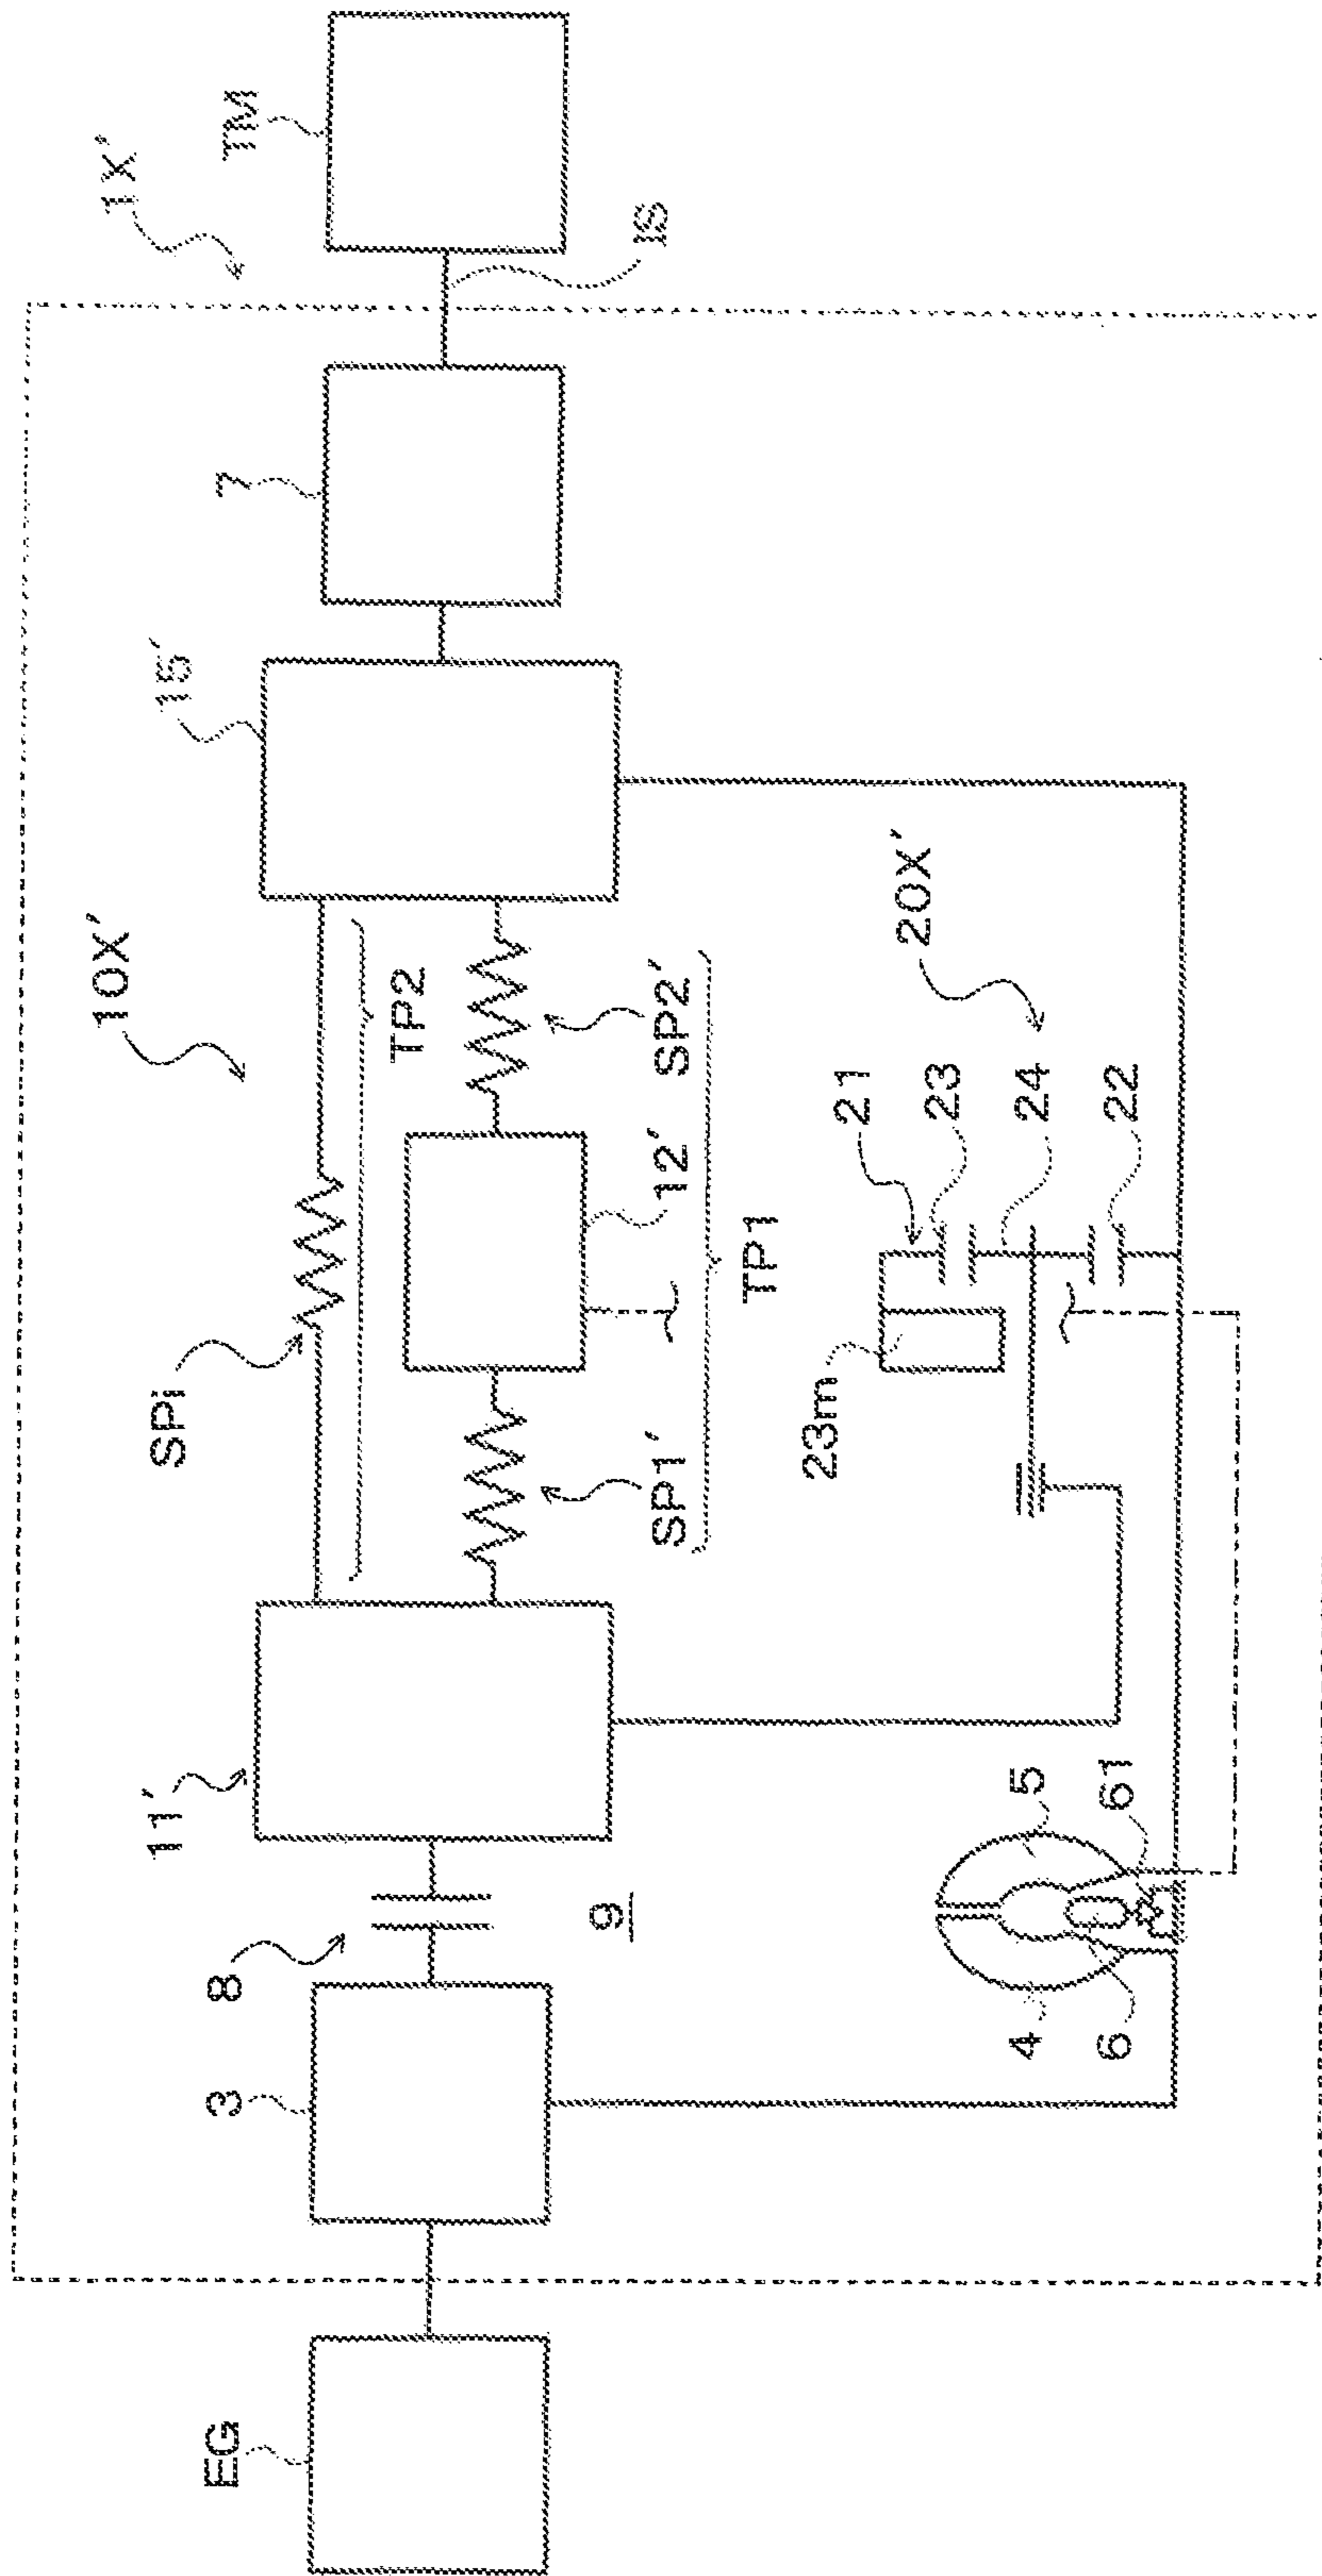 1X'
TM
IS
7
15'
10X'
TP2
SPi
SP2'
12'
SP1'
TP1
20X'
21
23
24
22
23m
11'
8
9
5
61
4
6
3
EG